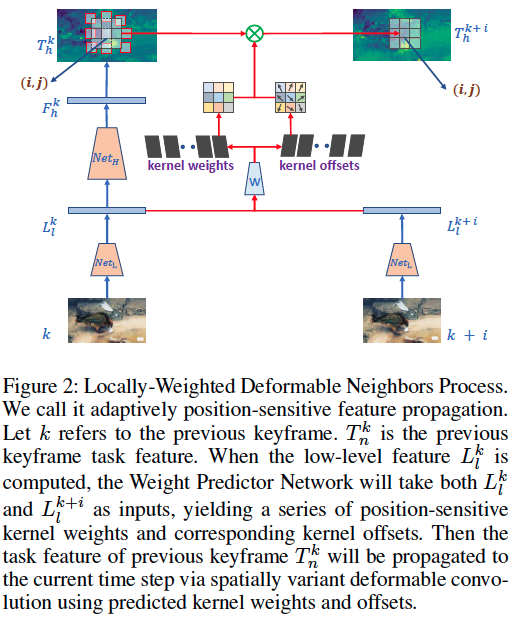 T_h^k
T_h^{k+i}
(i,j)
(i,j)
F_h^k
Net_H
kernel weights
kernel offsets
W
L_l^k
L_l^{k+i}
Net_L
Net_L
k
k + i
Figure 2: Locally-Weighted Deformable Neighbors Process.
We call it adaptively position-sensitive feature propagation.
Let k refers to the previous keyframe. T_n^k is the previous
keyframe task feature. When the low-level feature L_l^k is
computed, the Weight Predictor Network will take both L_l^k
and L_l^{k+i} as inputs, yielding a series of position-sensitive
kernel weights and corresponding kernel offsets. Then the
task feature of previous keyframe T_n^k will be propagated to
the current time step via spatially variant deformable convo-
lution using predicted kernel weights and offsets.